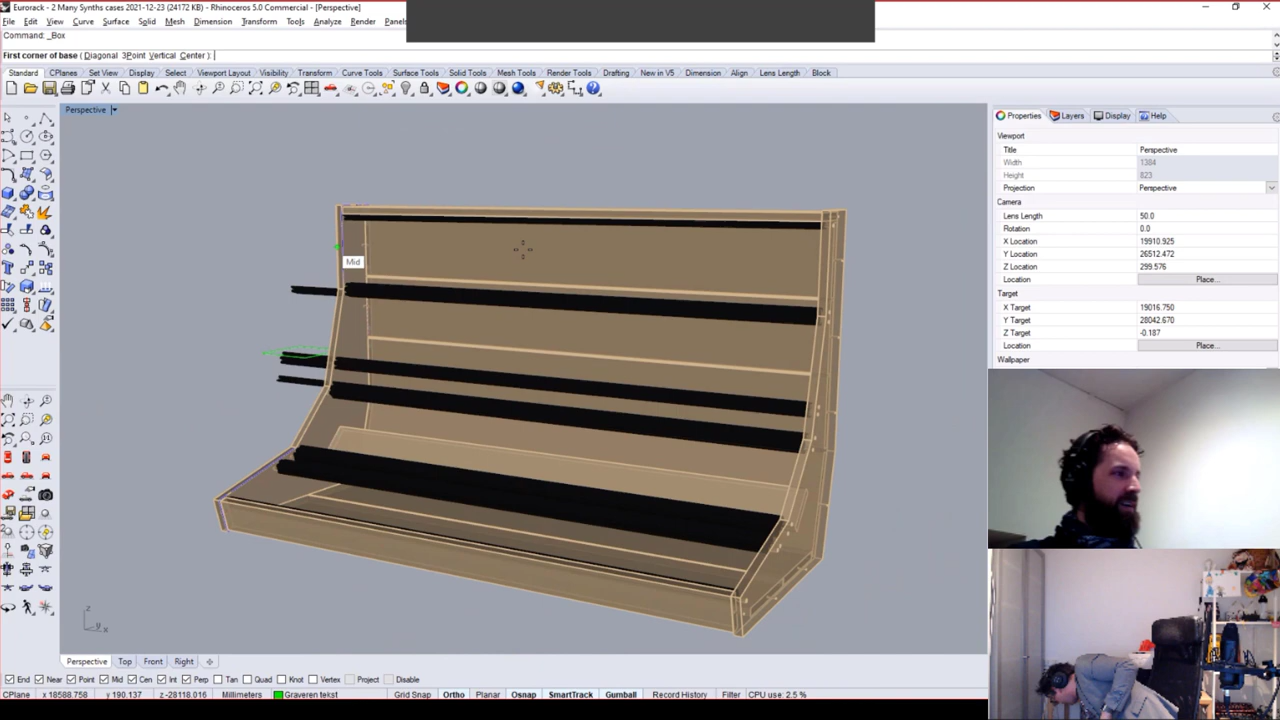 Eurorack - 2 Many Synths cases 2021-12-23 (24172 KB) - Rhinoceros 5.0 Commercial - [Perspective]
File Edit View Curve Surface Solid Mesh Dimension Transform Tools Analyze Render Panels
Command: _Box
First corner of base ( Diagonal 3Point Vertical Center ):
Standard CPlanes Set View Display Select Viewport Layout Visibility Transform Curve Tools Surface Tools Solid Tools Mesh Tools Render Tools Drafting New in V5 Dimension Align Lens Length Block
Perspective
Properties Layers Display Help
Viewport
Title Perspective
Width 1384
Height 823
Projection Perspective
Camera
Lens Length 50.0
Rotation 0.0
X Location 19910.925
Y Location 26512.472
Z Location 299.576
Location Place...
Target
X Target 19016.750
Y Target 28042.670
Z Target -0.187
Location Place...
Wallpaper
Mid
z
y
x
Perspective Top Front Right
End Near Point Mid Cen Int Perp Tan Quad Knot Vertex Project Disable
CPlane x 18588.758 y 190.137 z -28118.016 Millimeters Graveren tekst Grid Snap Ortho Planar Osnap SmartTrack Gumball Record History Filter CPU use: 2.5 %